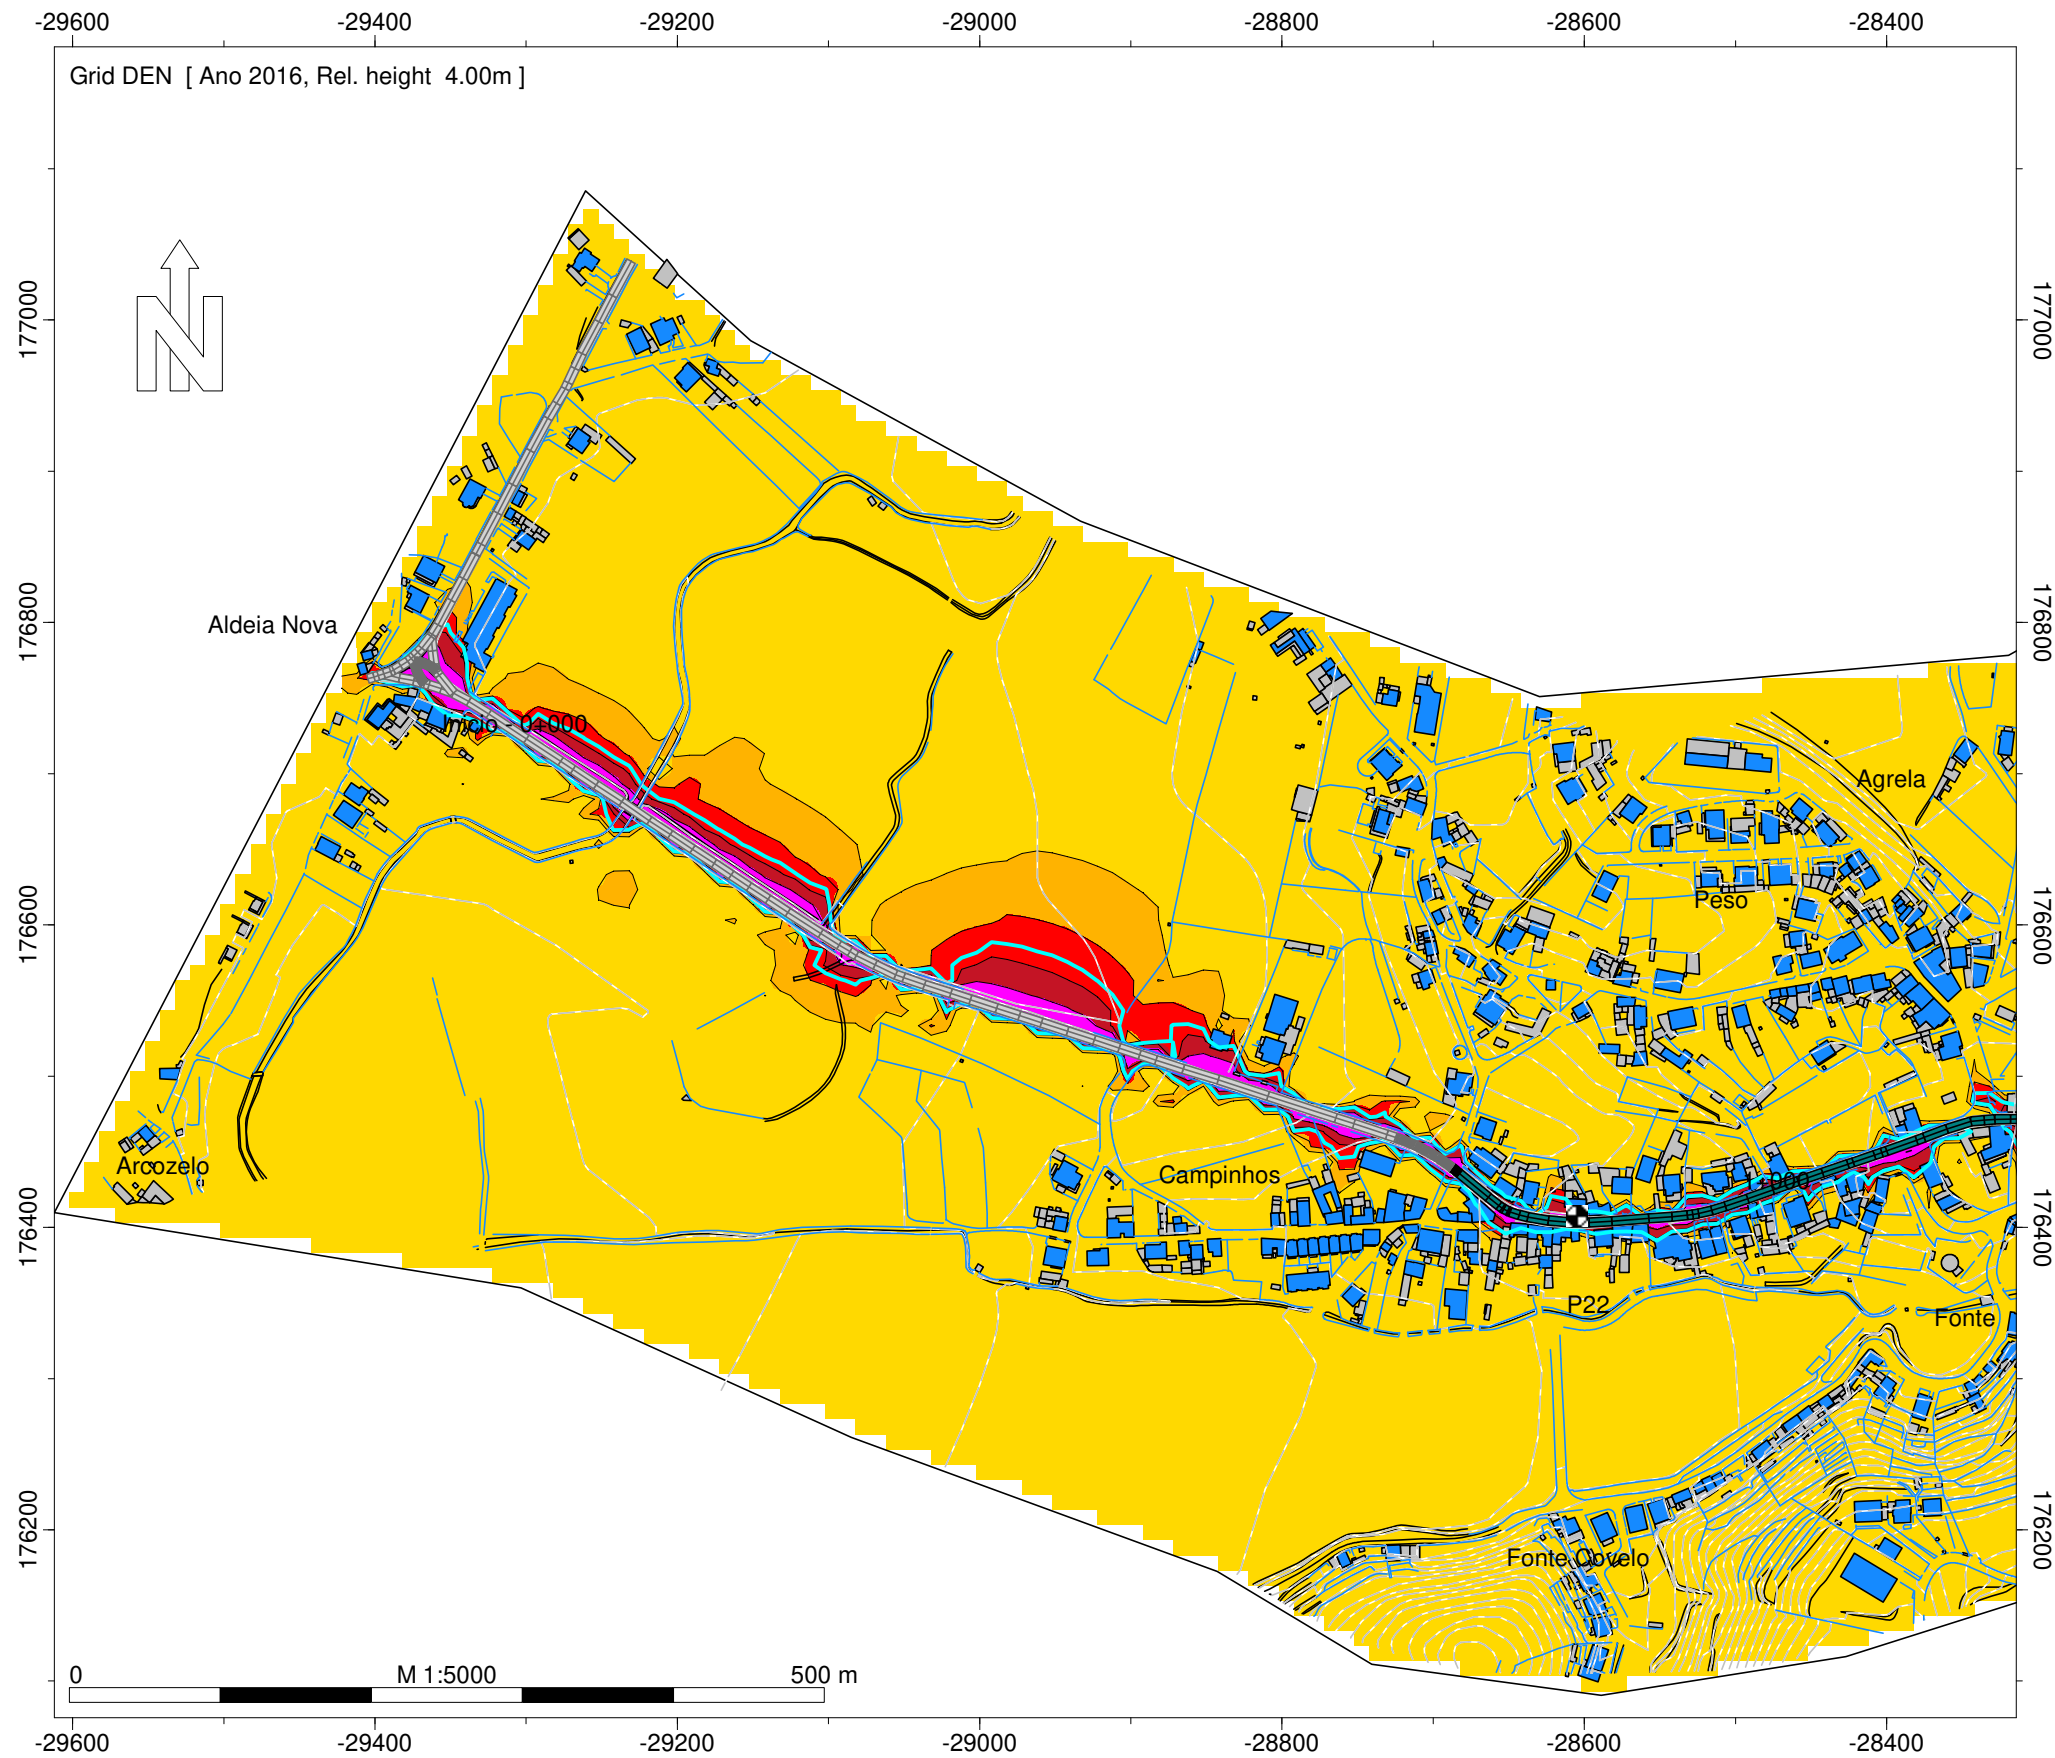 -29600 -29400 -29200 -29000 -28800 -28600 -28400
Grid DEN [ Ano 2016, Rel. height 4.00m ]
177000
177000
176800
176800
Aldeia Nova
Início - 0+000
Agrela
Peso
176600
176600
Arcozelo
Campinhos
176400
176400
P22
Fonte
176200
176200
Fonte Covelo
N
0 M 1:5000 500 m
-29600 -29400 -29200 -29000 -28800 -28600 -28400